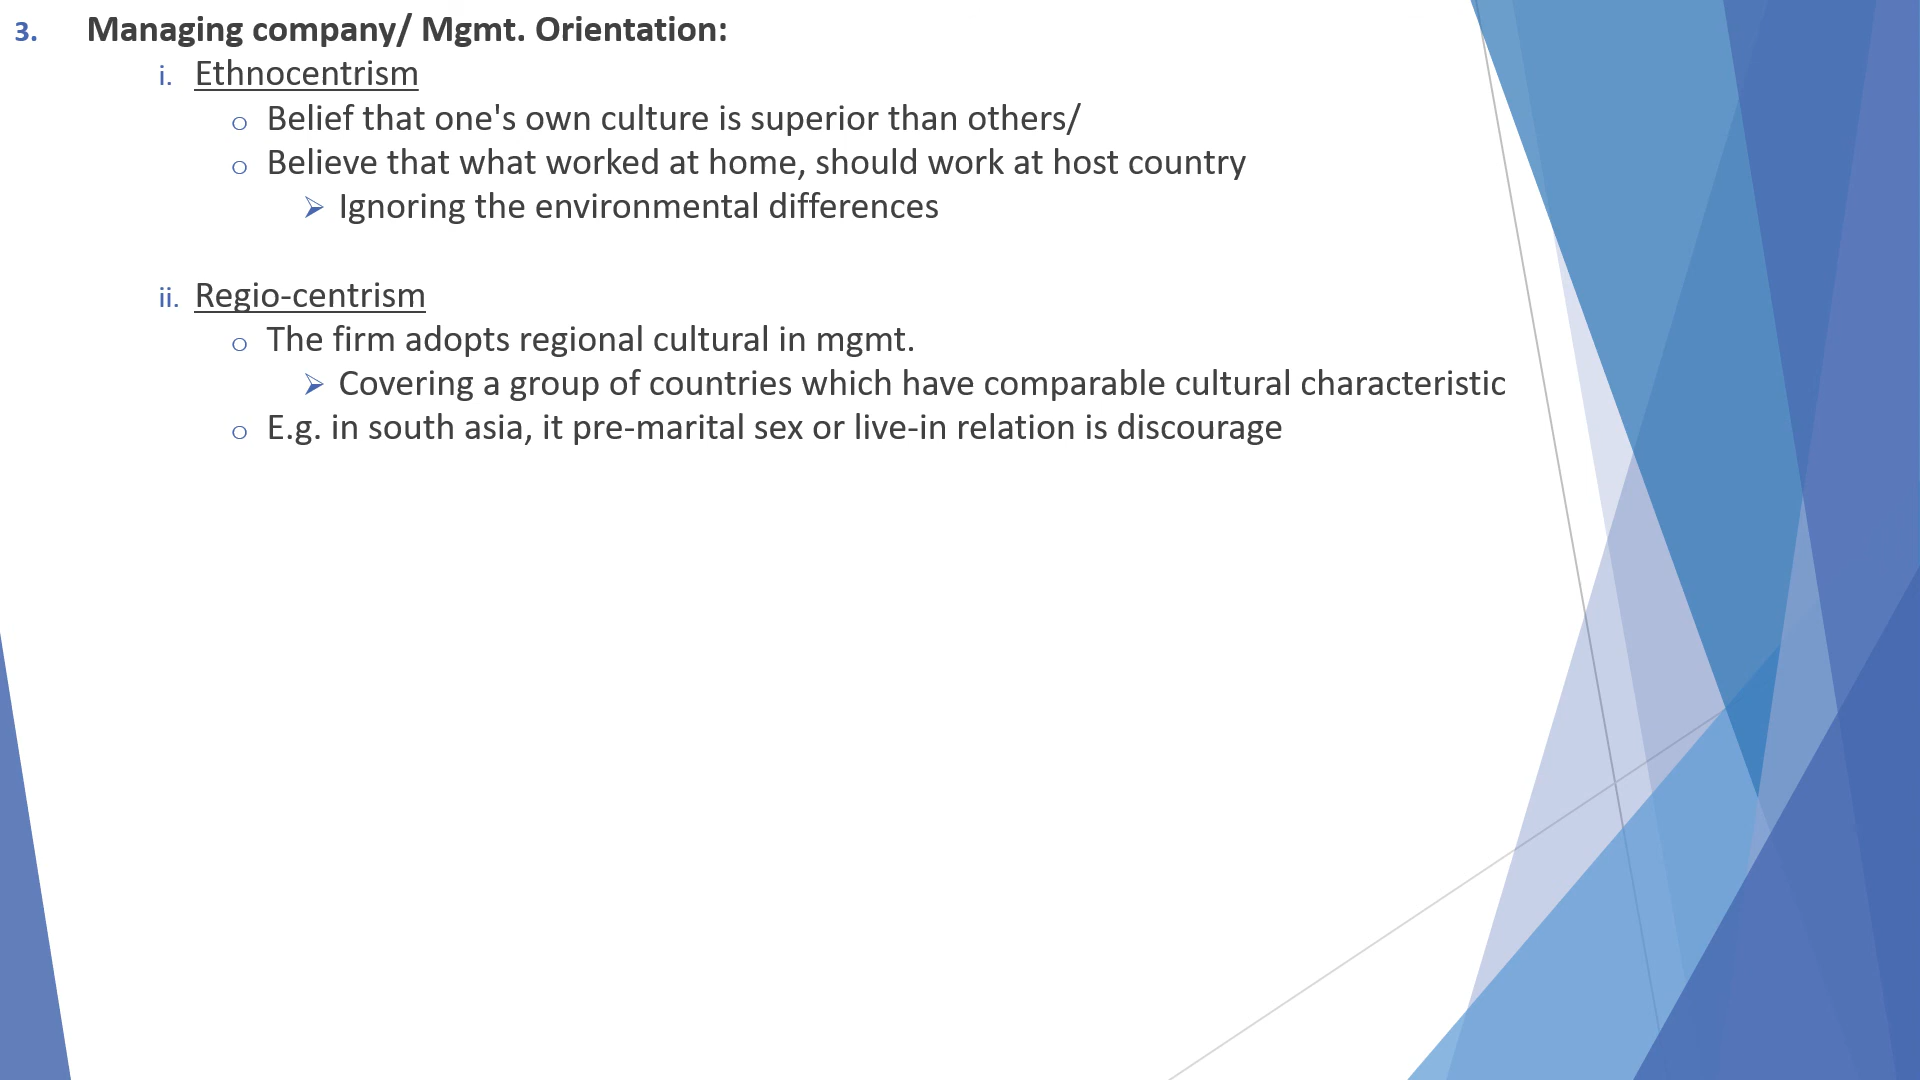 3. Managing company/ Mgmt. Orientation:
i. Ethnocentrism
o Belief that one's own culture is superior than others/
o Believe that what worked at home, should work at host country
➢ Ignoring the environmental differences
ii. Regio-centrism
o The firm adopts regional cultural in mgmt.
➢ Covering a group of countries which have comparable cultural characteristic
o E.g. in south asia, it pre-marital sex or live-in relation is discourage